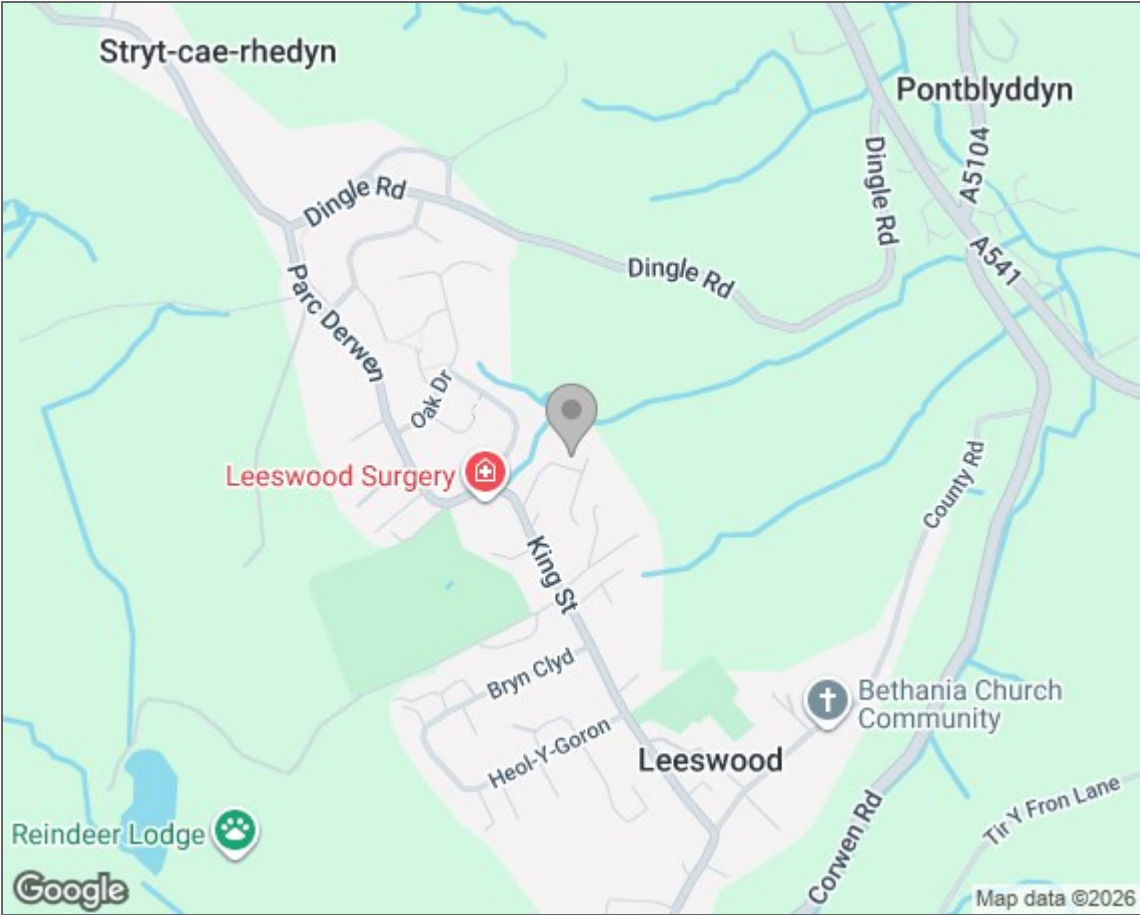 Stryt-cae-rhedyn
Pontblyddyn
A5104
Dingle Rd
Dingle Rd
Dingle Rd
A541
Parc Derwen
Oak Dr
Leeswood Surgery
County Rd
King St
Bryn Clyd
Bethania Church
Community
Heol-Y-Goron
Leeswood
Tir Y Fron Lane
Reindeer Lodge
Corwen Rd
Google
Map data ©2026